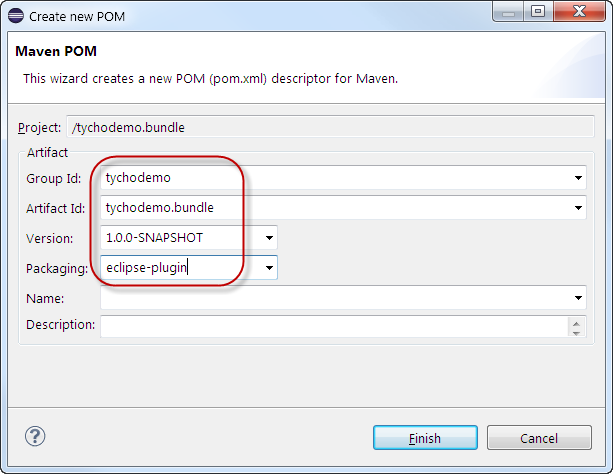 Create new POM
Maven POM
This wizard creates a new POM (pom.xml) descriptor for Maven.
Project: /tychodemo.bundle
Artifact
Group Id: tychodemo
Artifact Id: tychodemo.bundle
Version: 1.0.0-SNAPSHOT
Packaging: eclipse-plugin
Name:
Description:
? Finish Cancel